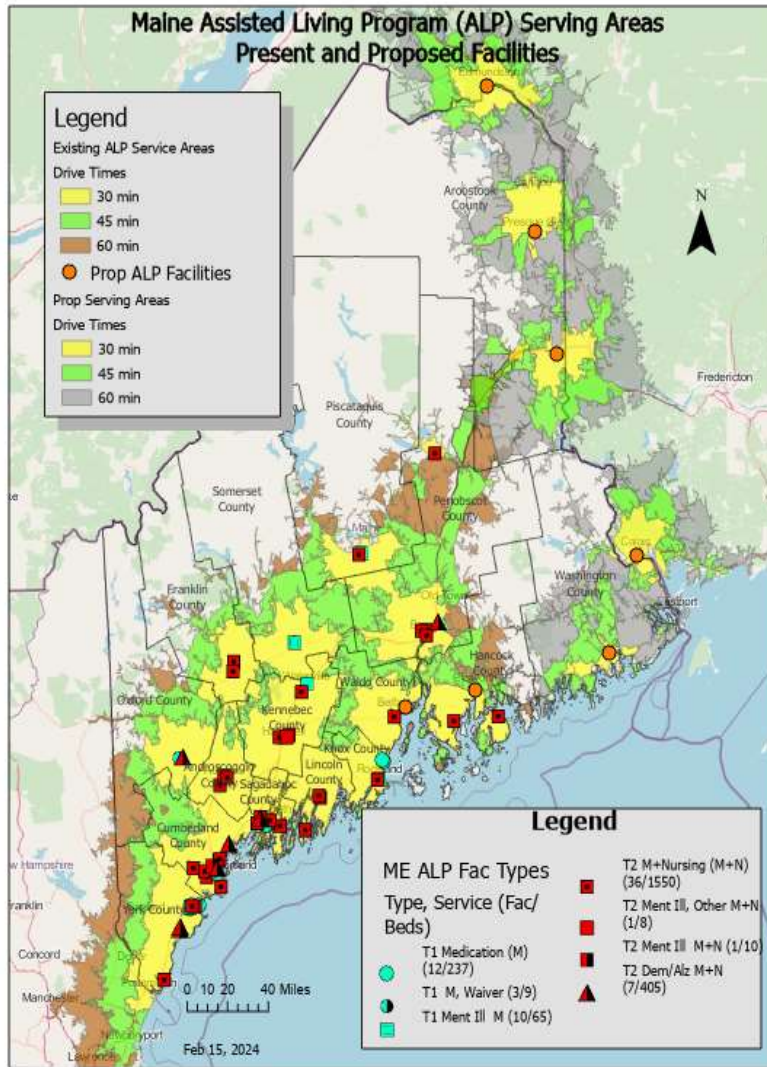 Maine Assisted Living Program (ALP) Serving Areas
Present and Proposed Facilities
Legend
Existing ALP Service Areas
Drive Times
30 min
45 min
60 min
Prop ALP Facilities
Prop Serving Areas
Drive Times
30 min
45 min
60 min
Aroostook
County
N
Fredericton
Piscataquis
County
Somerset
County
Penobscot
County
Maine
Franklin
County
Calais
Washington
County
Hancock
County
Waldo County
Oxford County
Kennebec
County
Knox County
Lincoln
County
Androscoggin
County
Sagadahoc
County
Cumberland
County
York County
New Hampshire
Concord
Manchester
Newburyport
Lawrence
0 10 20 40 Miles
Feb 15, 2024
Legend
ME ALP Fac Types
Type, Service (Fac/
Beds)
T1 Medication (M)
(12/237)
T1 M, Waiver (3/9)
T1 Ment Ill M (10/65)
T2 M+Nursing (M+N)
(36/1550)
T2 Ment Ill, Other M+N
(1/8)
T2 Ment Ill M+N (1/10)
T2 Dem/Alz M+N
(7/405)